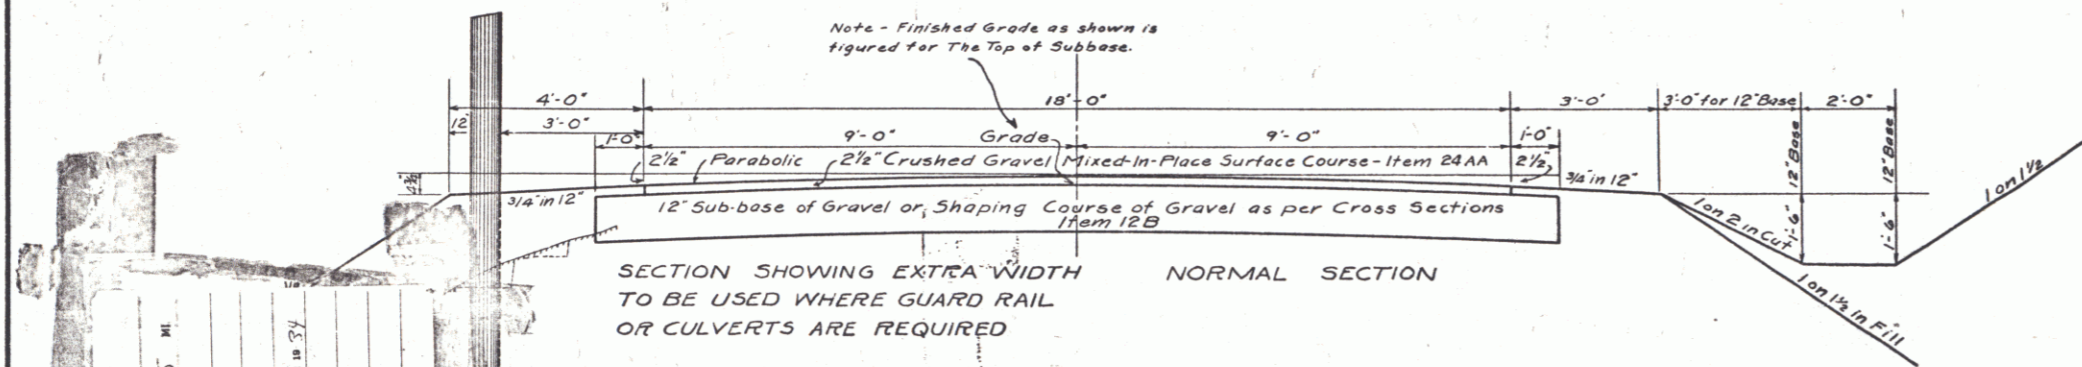 Note - Finished Grade as shown is
figured for The Top of Subbase.
4'-0"
18'-0"
3'-0"
3'-0" for 12" Base
2'-0"
12"
3'-0"
1'-0"
9'-0"
Grade
9'-0"
1'-0"
2½"
Parabolic
2½" Crushed Gravel Mixed-In-Place Surface Course - Item 24AA
2½"
12" Base
12" Base
3/4" in 12"
3/4" in 12"
12" Sub-base of Gravel or Shaping Course of Gravel as per Cross Sections
Item 12B
1 on 2 in Cut
1'-6"
1'-6"
1 on 1½
1 on 1½ in Fill
SECTION SHOWING EXTRA WIDTH
TO BE USED WHERE GUARD RAIL
OR CULVERTS ARE REQUIRED
NORMAL SECTION
MI.
19 34